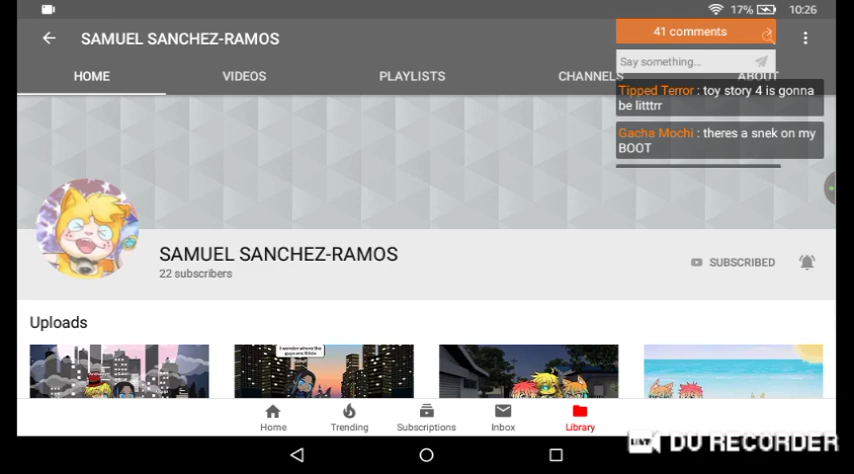 17% 10:26
SAMUEL SANCHEZ-RAMOS
41 comments
Say something...
HOME VIDEOS PLAYLISTS CHANNELS ABOUT
Tipped Terror : toy story 4 is gonna
be litttrr
Gacha Mochi : theres a snek on my
BOOT
SAMUEL SANCHEZ-RAMOS
22 subscribers
SUBSCRIBED
Uploads
Home Trending Subscriptions Inbox Library
DU RECORDER